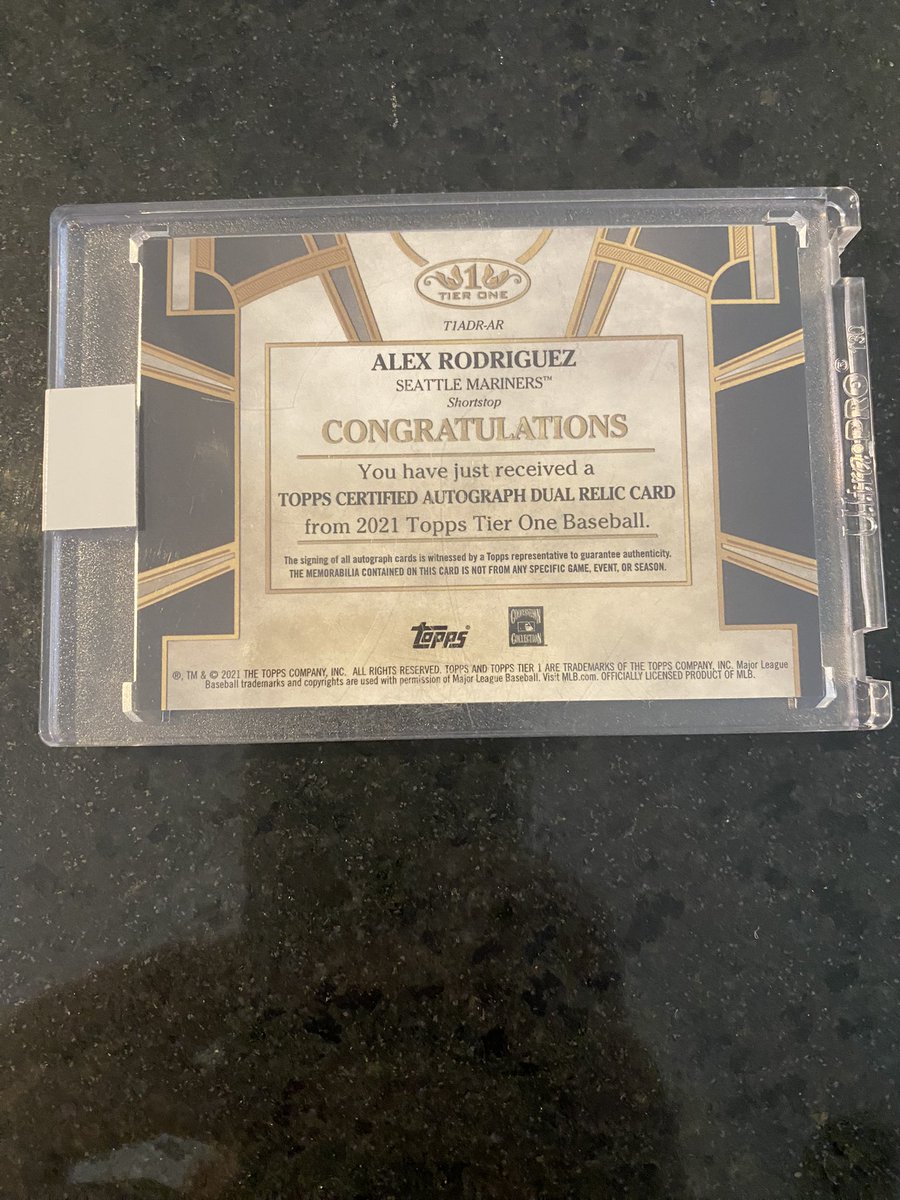 1
TIER ONE
T1ADR-AR
ALEX RODRIGUEZ
SEATTLE MARINERS™
Shortstop
CONGRATULATIONS
You have just received a
TOPPS CERTIFIED AUTOGRAPH DUAL RELIC CARD
from 2021 Topps Tier One Baseball.
The signing of all autograph cards is witnessed by a Topps representative to guarantee authenticity.
THE MEMORABILIA CONTAINED ON THIS CARD IS NOT FROM ANY SPECIFIC GAME, EVENT, OR SEASON.
topps®
COOPERSTOWN
COLLECTION
®, TM & © 2021 THE TOPPS COMPANY, INC. ALL RIGHTS RESERVED. TOPPS AND TOPPS TIER 1 ARE TRADEMARKS OF THE TOPPS COMPANY, INC. Major League
Baseball trademarks and copyrights are used with permission of Major League Baseball. Visit MLB.com. OFFICIALLY LICENSED PRODUCT OF MLB.